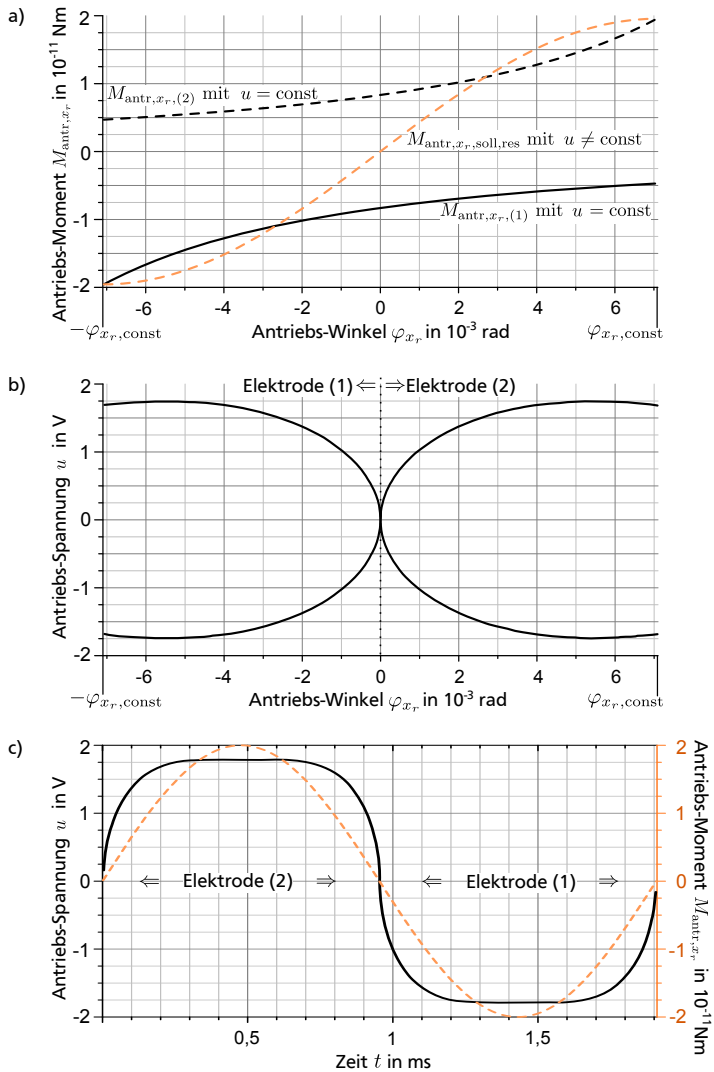 a)
Antriebs-Moment M_antr,x_r in 10^-11 Nm
2
1
0
-1
-2
M_antr,x_r,(2) mit u = const
M_antr,x_r,soll,res mit u ≠ const
M_antr,x_r,(1) mit u = const
-6 -4 -2 0 2 4 6
−φ_x_r,const Antriebs-Winkel φ_x_r in 10^-3 rad φ_x_r,const
b)
Antriebs-Spannung u in V
2
1
0
-1
-2
Elektrode (1) ⇐ ⇒ Elektrode (2)
-6 -4 -2 0 2 4 6
−φ_x_r,const Antriebs-Winkel φ_x_r in 10^-3 rad φ_x_r,const
c)
Antriebs-Spannung u in V
2
1
0
-1
-2
⇐ Elektrode (2) ⇒ ⇐ Elektrode (1) ⇒
2
1
0
-1
-2
Antriebs-Moment M_antr,x_r in 10^-11 Nm
0,5 1 1,5
Zeit t in ms